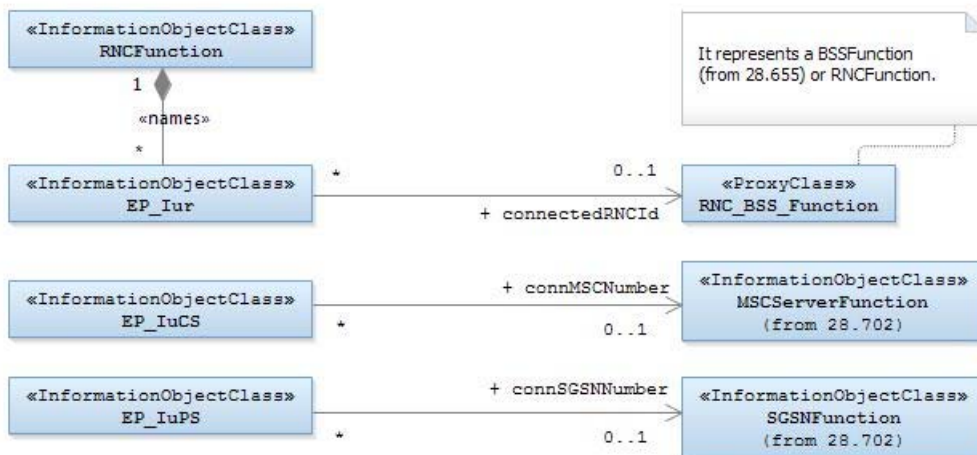 «InformationObjectClass»
RNCFunction
It represents a BSSFunction
(from 28.655) or RNCFunction.
1
«names»
*
«InformationObjectClass»
EP_Iur
*
0..1
+ connectedRNCId
«ProxyClass»
RNC_BSS_Function
«InformationObjectClass»
EP_IuCS
+ connMSCNumber
*
0..1
«InformationObjectClass»
MSCServerFunction
(from 28.702)
«InformationObjectClass»
EP_IuPS
+ connSGSNNumber
*
0..1
«InformationObjectClass»
SGSNFunction
(from 28.702)